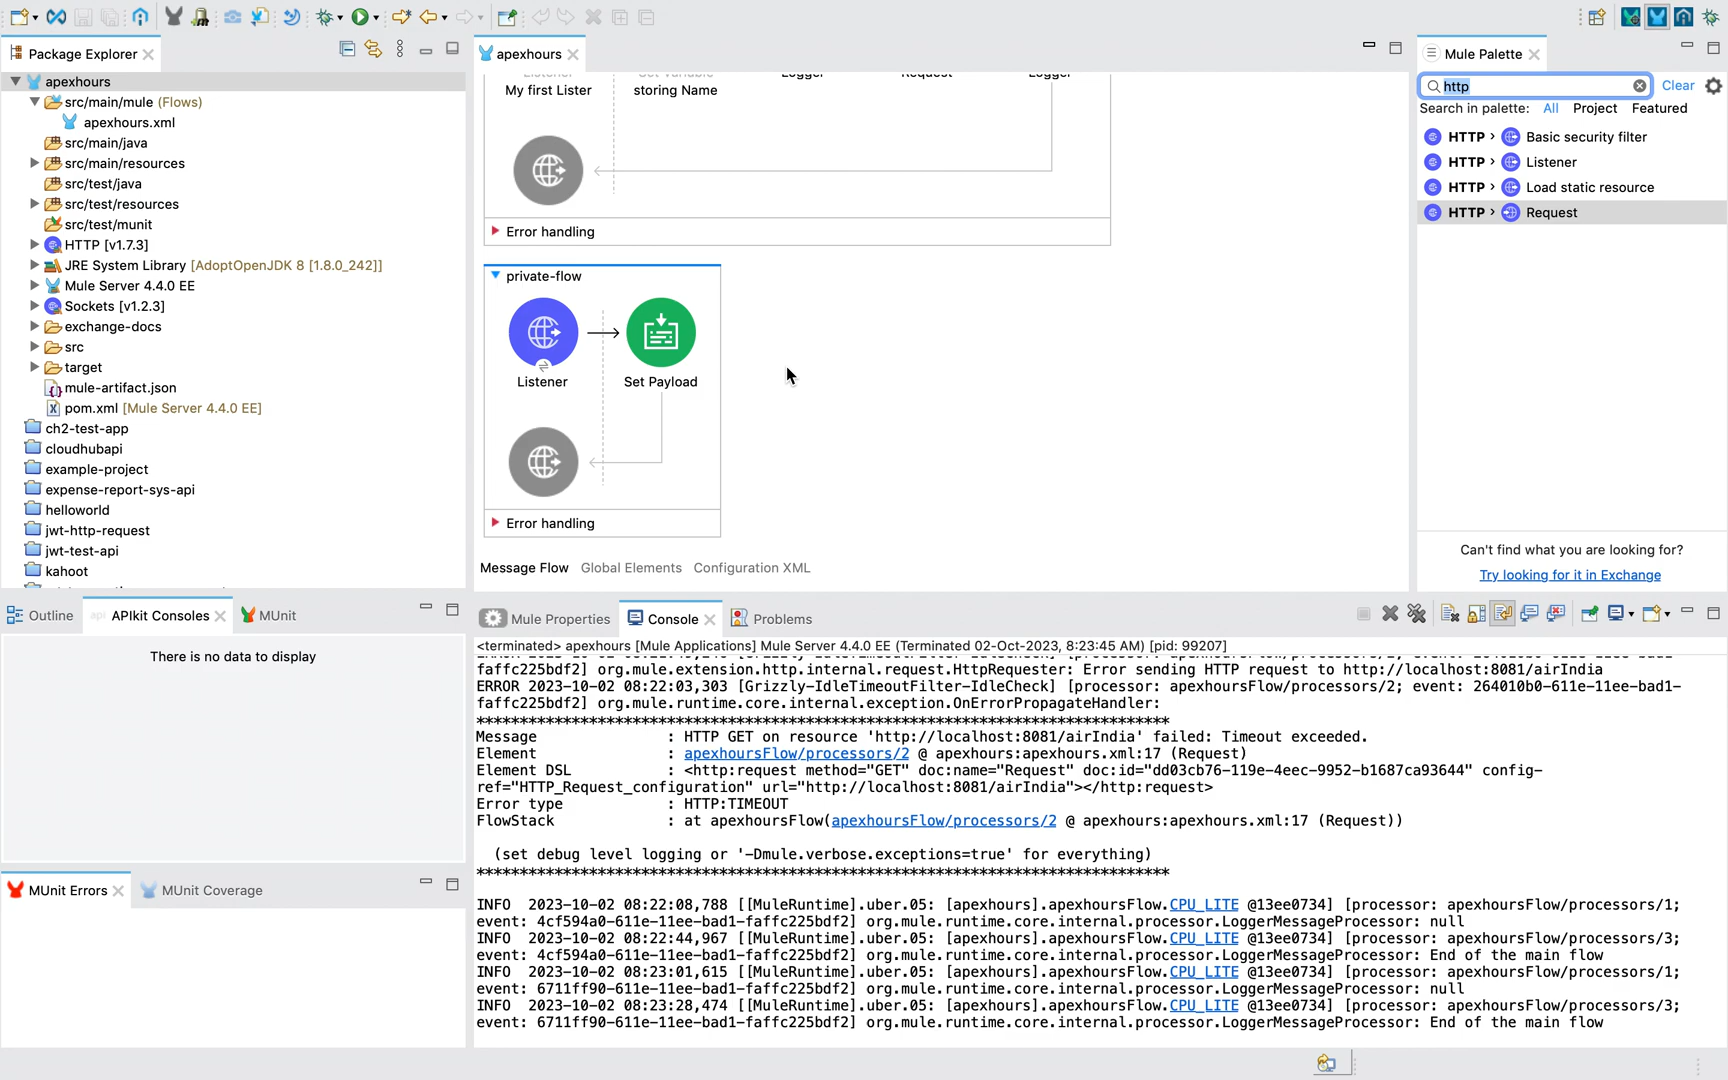 Package Explorer
apexhours
src/main/mule (Flows)
apexhours.xml
src/main/java
src/main/resources
src/test/java
src/test/resources
src/test/munit
HTTP [v1.7.3]
JRE System Library [AdoptOpenJDK 8 [1.8.0_242]]
Mule Server 4.4.0 EE
Sockets [v1.2.3]
exchange-docs
src
target
mule-artifact.json
pom.xml [Mule Server 4.4.0 EE]
ch2-test-app
cloudhubapi
example-project
expense-report-sys-api
helloworld
jwt-http-request
jwt-test-api
kahoot
apexhours
Listener Set Variable Logger Request Logger
My first Lister storing Name
Error handling
private-flow
Listener Set Payload
Error handling
Message Flow Global Elements Configuration XML
Mule Palette
http Clear
Search in palette: All Project Featured
HTTP > Basic security filter
HTTP > Listener
HTTP > Load static resource
HTTP > Request
Can't find what you are looking for?
Try looking for it in Exchange
Outline api APIkit Consoles MUnit
There is no data to display
MUnit Errors MUnit Coverage
Mule Properties Console Problems
<terminated> apexhours [Mule Applications] Mule Server 4.4.0 EE (Terminated 02-Oct-2023, 8:23:45 AM) [pid: 99207]
faffc225bdf2] org.mule.extension.http.internal.request.HttpRequester: Error sending HTTP request to http://localhost:8081/airIndia
ERROR 2023-10-02 08:22:03,303 [Grizzly-IdleTimeoutFilter-IdleCheck] [processor: apexhoursFlow/processors/2; event: 264010b0-611e-11ee-bad1-
faffc225bdf2] org.mule.runtime.core.internal.exception.OnErrorPropagateHandler:
********************************************************************************
Message : HTTP GET on resource 'http://localhost:8081/airIndia' failed: Timeout exceeded.
Element : apexhoursFlow/processors/2 @ apexhours:apexhours.xml:17 (Request)
Element DSL : <http:request method="GET" doc:name="Request" doc:id="dd03cb76-119e-4eec-9952-b1687ca93644" config-
ref="HTTP_Request_configuration" url="http://localhost:8081/airIndia"></http:request>
Error type : HTTP:TIMEOUT
FlowStack : at apexhoursFlow(apexhoursFlow/processors/2 @ apexhours:apexhours.xml:17 (Request))
(set debug level logging or '-Dmule.verbose.exceptions=true' for everything)
********************************************************************************
INFO 2023-10-02 08:22:08,788 [[MuleRuntime].uber.05: [apexhours].apexhoursFlow.CPU_LITE @13ee0734] [processor: apexhoursFlow/processors/1;
event: 4cf594a0-611e-11ee-bad1-faffc225bdf2] org.mule.runtime.core.internal.processor.LoggerMessageProcessor: null
INFO 2023-10-02 08:22:44,967 [[MuleRuntime].uber.05: [apexhours].apexhoursFlow.CPU_LITE @13ee0734] [processor: apexhoursFlow/processors/3;
event: 4cf594a0-611e-11ee-bad1-faffc225bdf2] org.mule.runtime.core.internal.processor.LoggerMessageProcessor: End of the main flow
INFO 2023-10-02 08:23:01,615 [[MuleRuntime].uber.05: [apexhours].apexhoursFlow.CPU_LITE @13ee0734] [processor: apexhoursFlow/processors/1;
event: 6711ff90-611e-11ee-bad1-faffc225bdf2] org.mule.runtime.core.internal.processor.LoggerMessageProcessor: null
INFO 2023-10-02 08:23:28,474 [[MuleRuntime].uber.05: [apexhours].apexhoursFlow.CPU_LITE @13ee0734] [processor: apexhoursFlow/processors/3;
event: 6711ff90-611e-11ee-bad1-faffc225bdf2] org.mule.runtime.core.internal.processor.LoggerMessageProcessor: End of the main flow